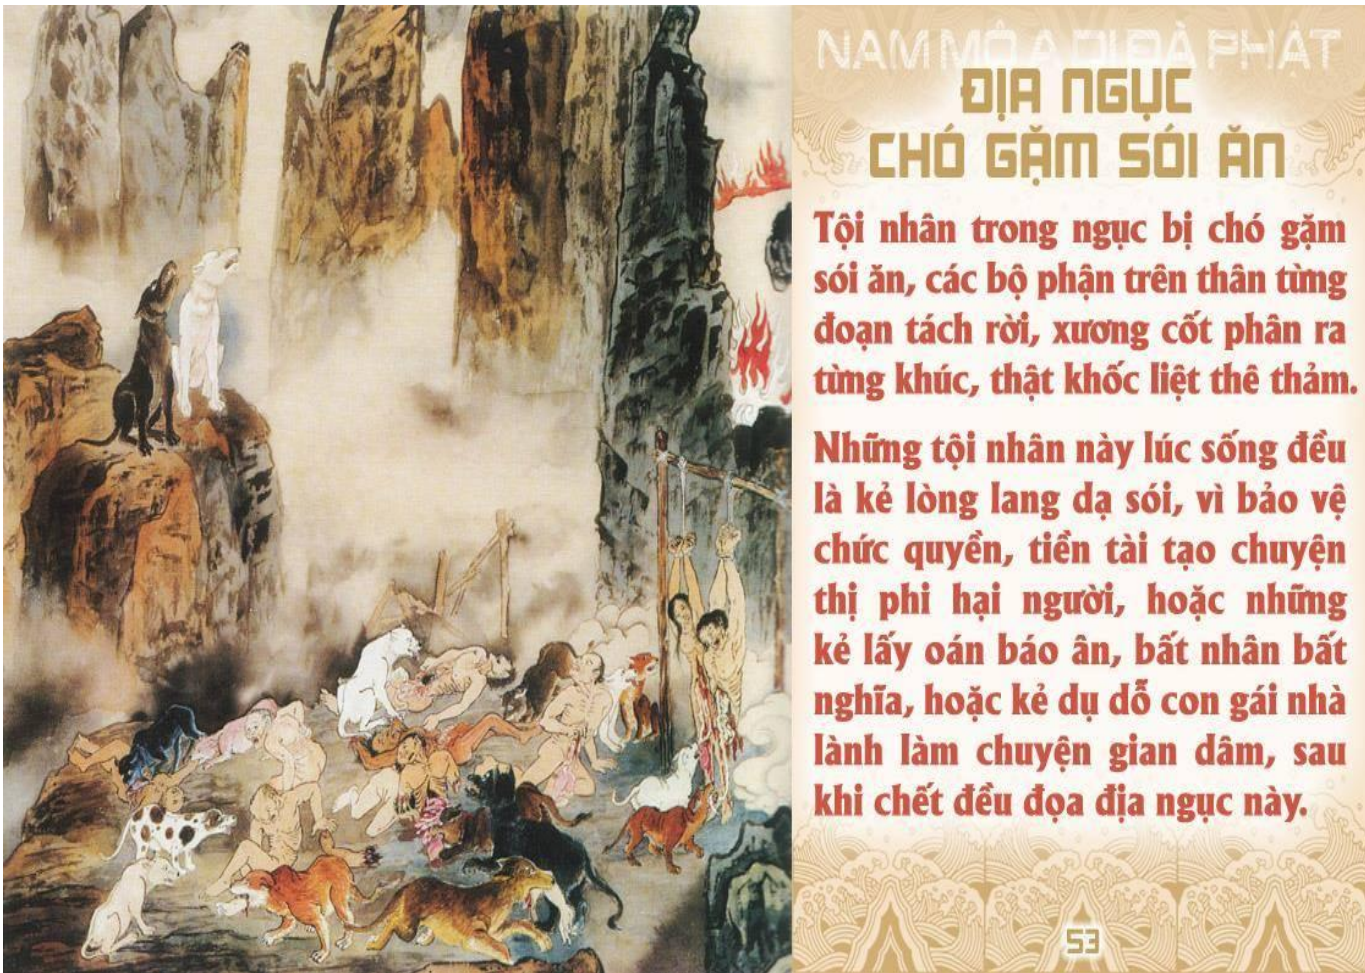 NAM MÔ A DI ĐÀ PHẬT
ĐỊA NGỤC
CHÓ GẶM SÓI ĂN
Tội nhân trong ngục bị chó gặm
sói ăn, các bộ phận trên thân từng
đoạn tách rời, xương cốt phân ra
từng khúc, thật khốc liệt thê thảm.
Những tội nhân này lúc sống đều
là kẻ lòng lang dạ sói, vì bảo vệ
chức quyền, tiền tài tạo chuyện
thị phi hại người, hoặc những
kẻ lấy oán báo ân, bất nhân bất
nghĩa, hoặc kẻ dụ dỗ con gái nhà
lành làm chuyện gian dâm, sau
khi chết đều đọa địa ngục này.
53